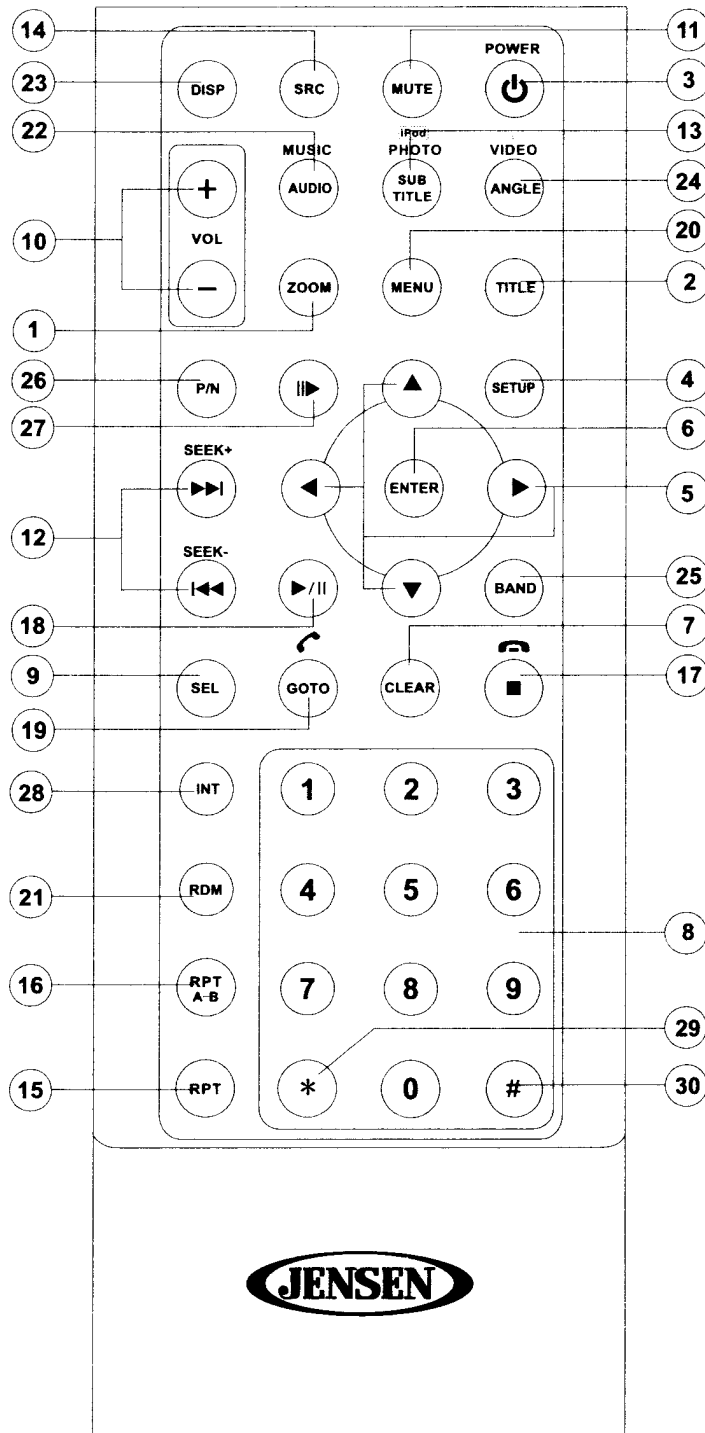 14 11
POWER
23 DISP SRC MUTE 3
22 iPod 13
MUSIC PHOTO VIDEO
+ AUDIO SUB TITLE ANGLE 24
10 VOL 20
− ZOOM MENU TITLE 2
1
26 P/N SETUP 4
27 6
SEEK+
ENTER 5
12
SEEK-
BAND 25
18 7
9 SEL GOTO CLEAR 17
19
28 INT 1 2 3
21 RDM 4 5 6
8
16 RPT A-B 7 8 9
29
15 RPT * 0 # 30
JENSEN